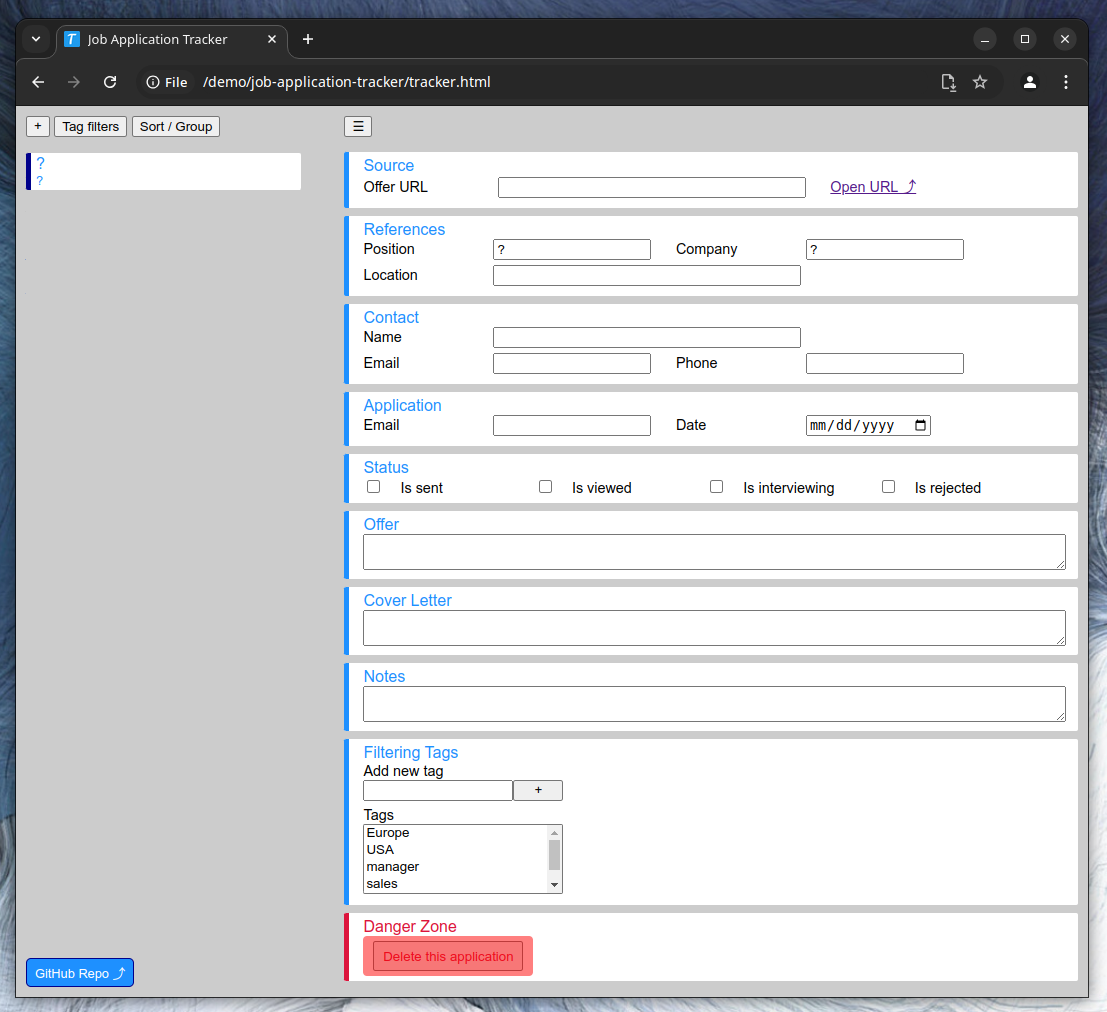 Job Application Tracker
File /demo/job-application-tracker/tracker.html
+ Tag filters Sort / Group ☰
?
?
Source
Offer URL Open URL ⤴
References
Position ? Company ?
Location
Contact
Name
Email Phone
Application
Email Date mm/dd/yyyy
Status
Is sent Is viewed Is interviewing Is rejected
Offer
Cover Letter
Notes
Filtering Tags
Add new tag
+
Tags
Europe
USA
manager
sales
Danger Zone
Delete this application
GitHub Repo ⤴